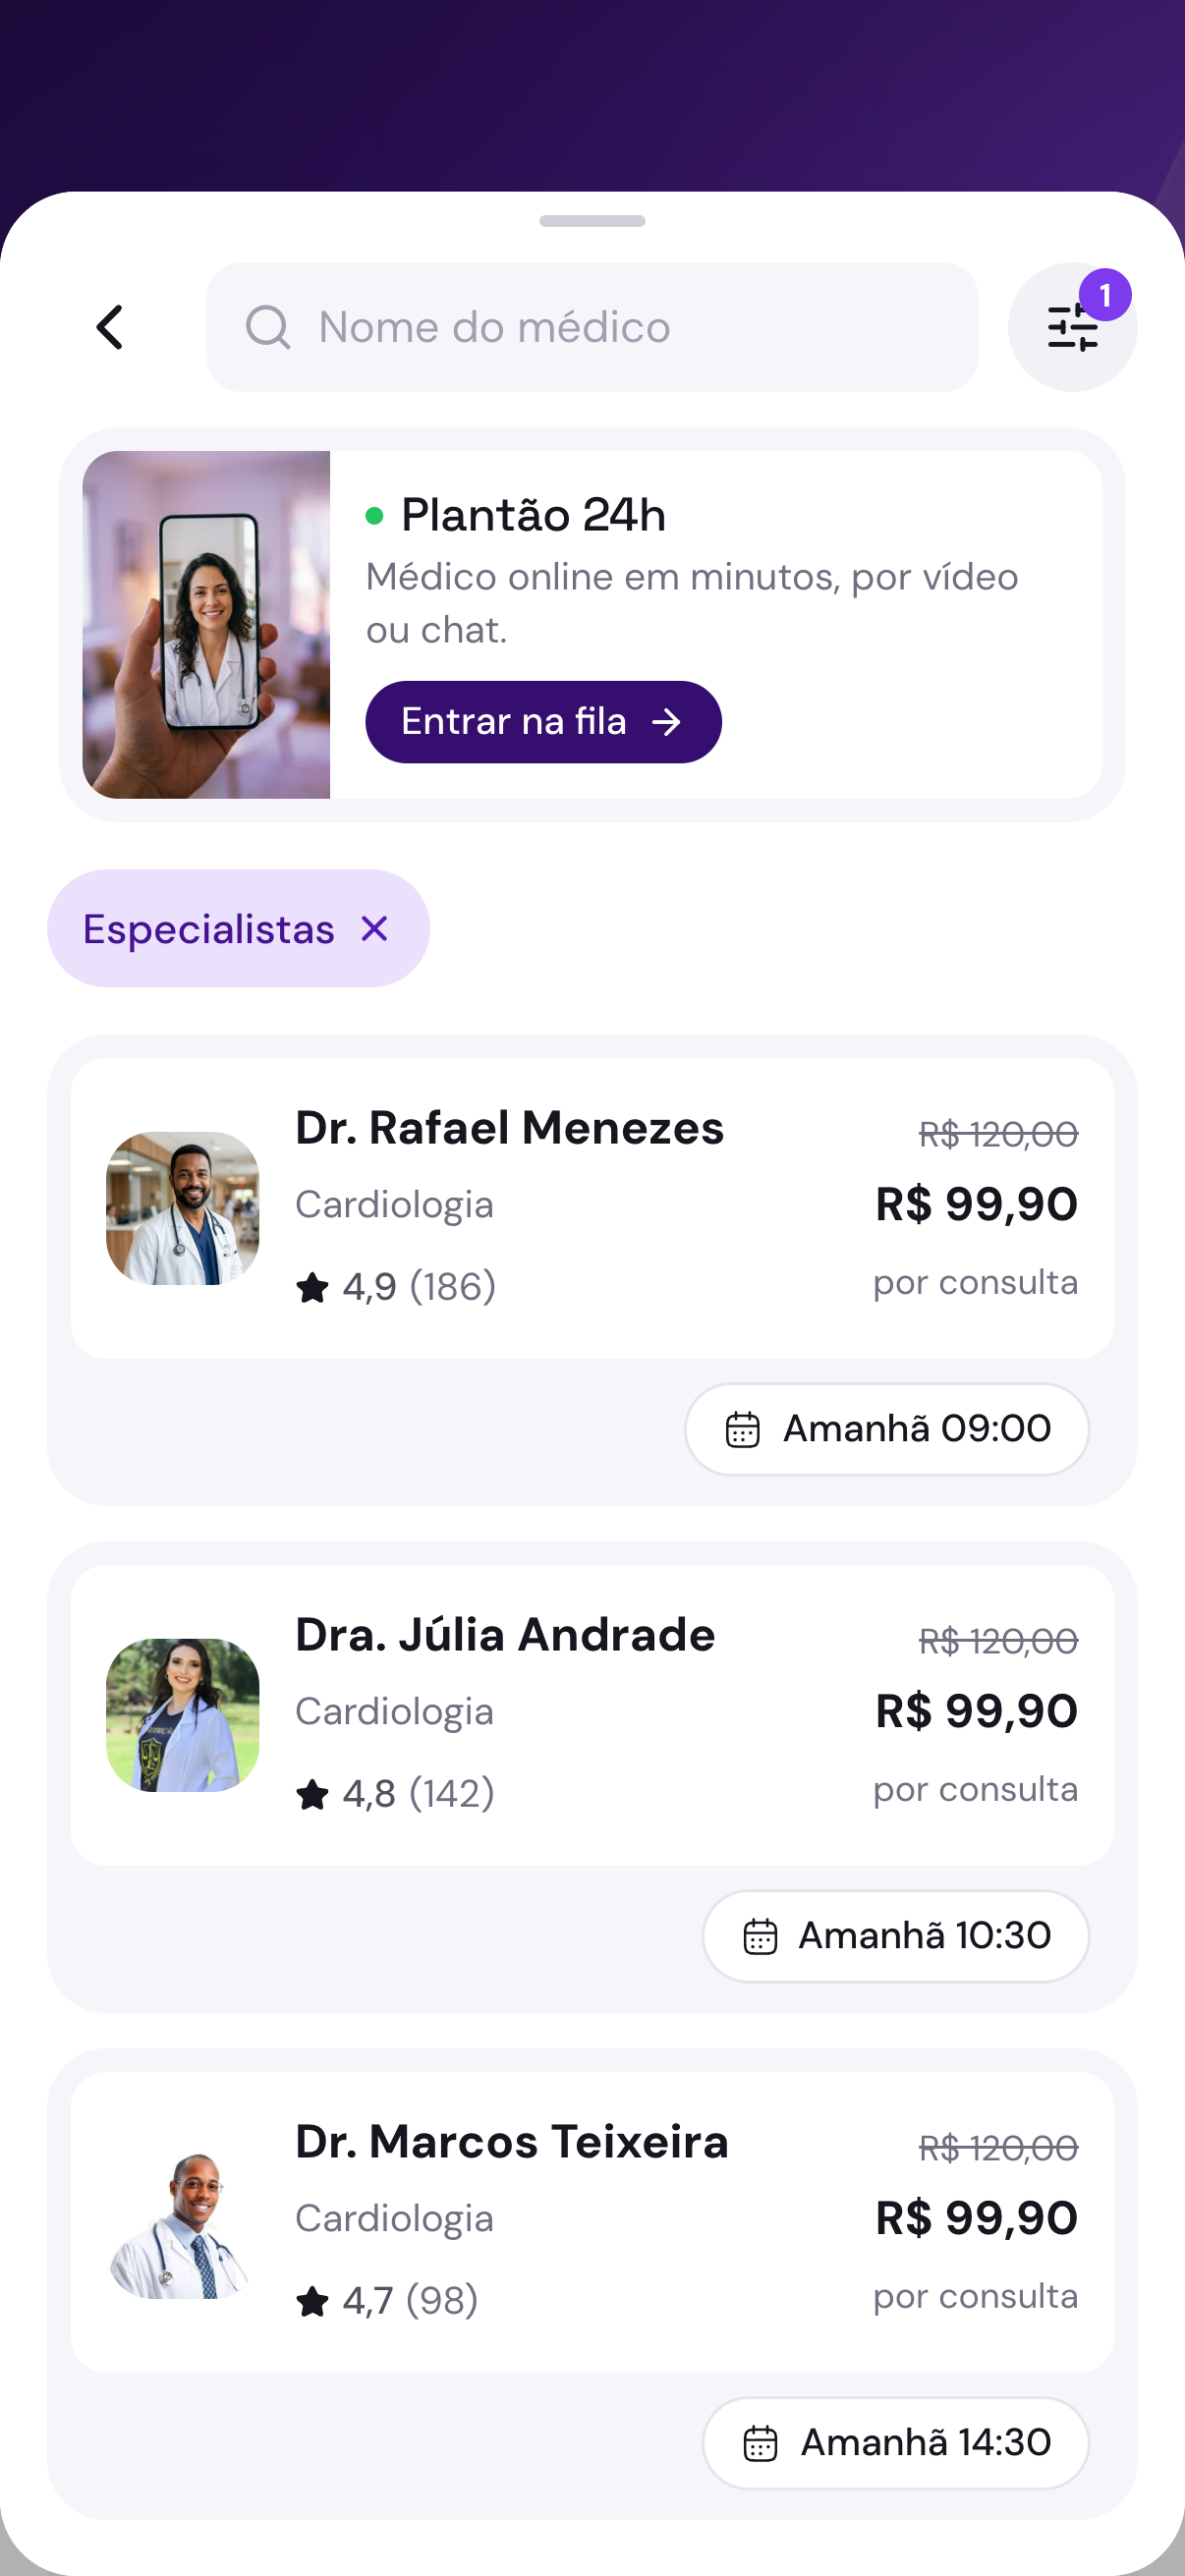 Nome do médico
1
Plantão 24h
Médico online em minutos, por vídeo
ou chat.
Entrar na fila
Especialistas
Dr. Rafael Menezes
R$ 120,00
Cardiologia
R$ 99,90
4,9 (186)
por consulta
Amanhã 09:00
Dra. Júlia Andrade
R$ 120,00
Cardiologia
R$ 99,90
4,8 (142)
por consulta
Amanhã 10:30
Dr. Marcos Teixeira
R$ 120,00
Cardiologia
R$ 99,90
4,7 (98)
por consulta
Amanhã 14:30